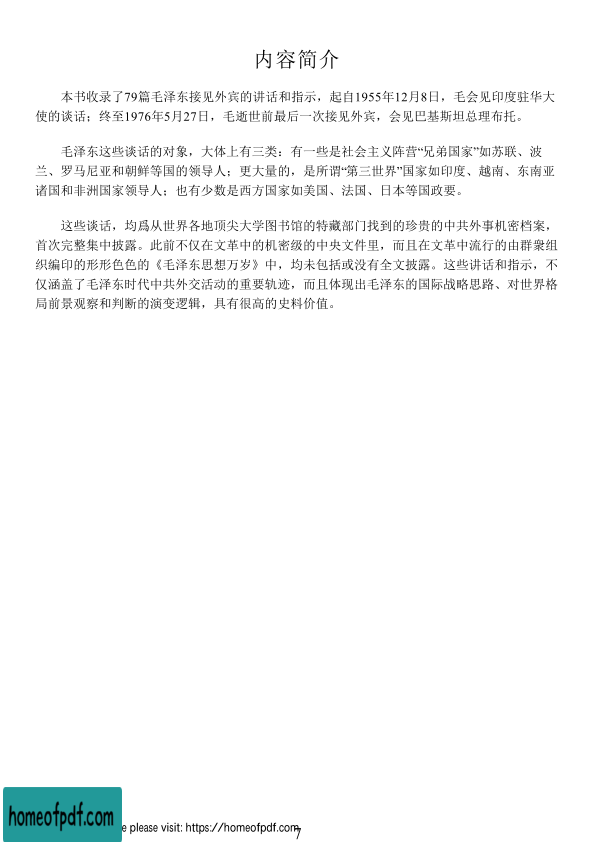 内容简介
本书收录了79篇毛泽东接见外宾的讲话和指示，起自1955年12月8日，毛会见印度驻华大
使的谈话；终至1976年5月27日，毛逝世前最后一次接见外宾，会见巴基斯坦总理布托。
毛泽东这些谈话的对象，大体上有三类：有一些是社会主义阵营“兄弟国家”如苏联、波
兰、罗马尼亚和朝鲜等国的领导人；更大量的，是所谓“第三世界”国家如印度、越南、东南亚
诸国和非洲国家领导人；也有少数是西方国家如美国、法国、日本等国政要。
这些谈话，均爲从世界各地顶尖大学图书馆的特藏部门找到的珍贵的中共外事机密档案，
首次完整集中披露。此前不仅在文革中的机密级的中央文件里，而且在文革中流行的由群衆组
织编印的形形色色的《毛泽东思想万岁》中，均未包括或没有全文披露。这些讲话和指示，不
仅涵盖了毛泽东时代中共外交活动的重要轨迹，而且体现出毛泽东的国际战略思路、对世界格
局前景观察和判断的演变逻辑，具有很高的史料价值。
homeofpdf.com
e please visit: https://homeofpdf.com
7